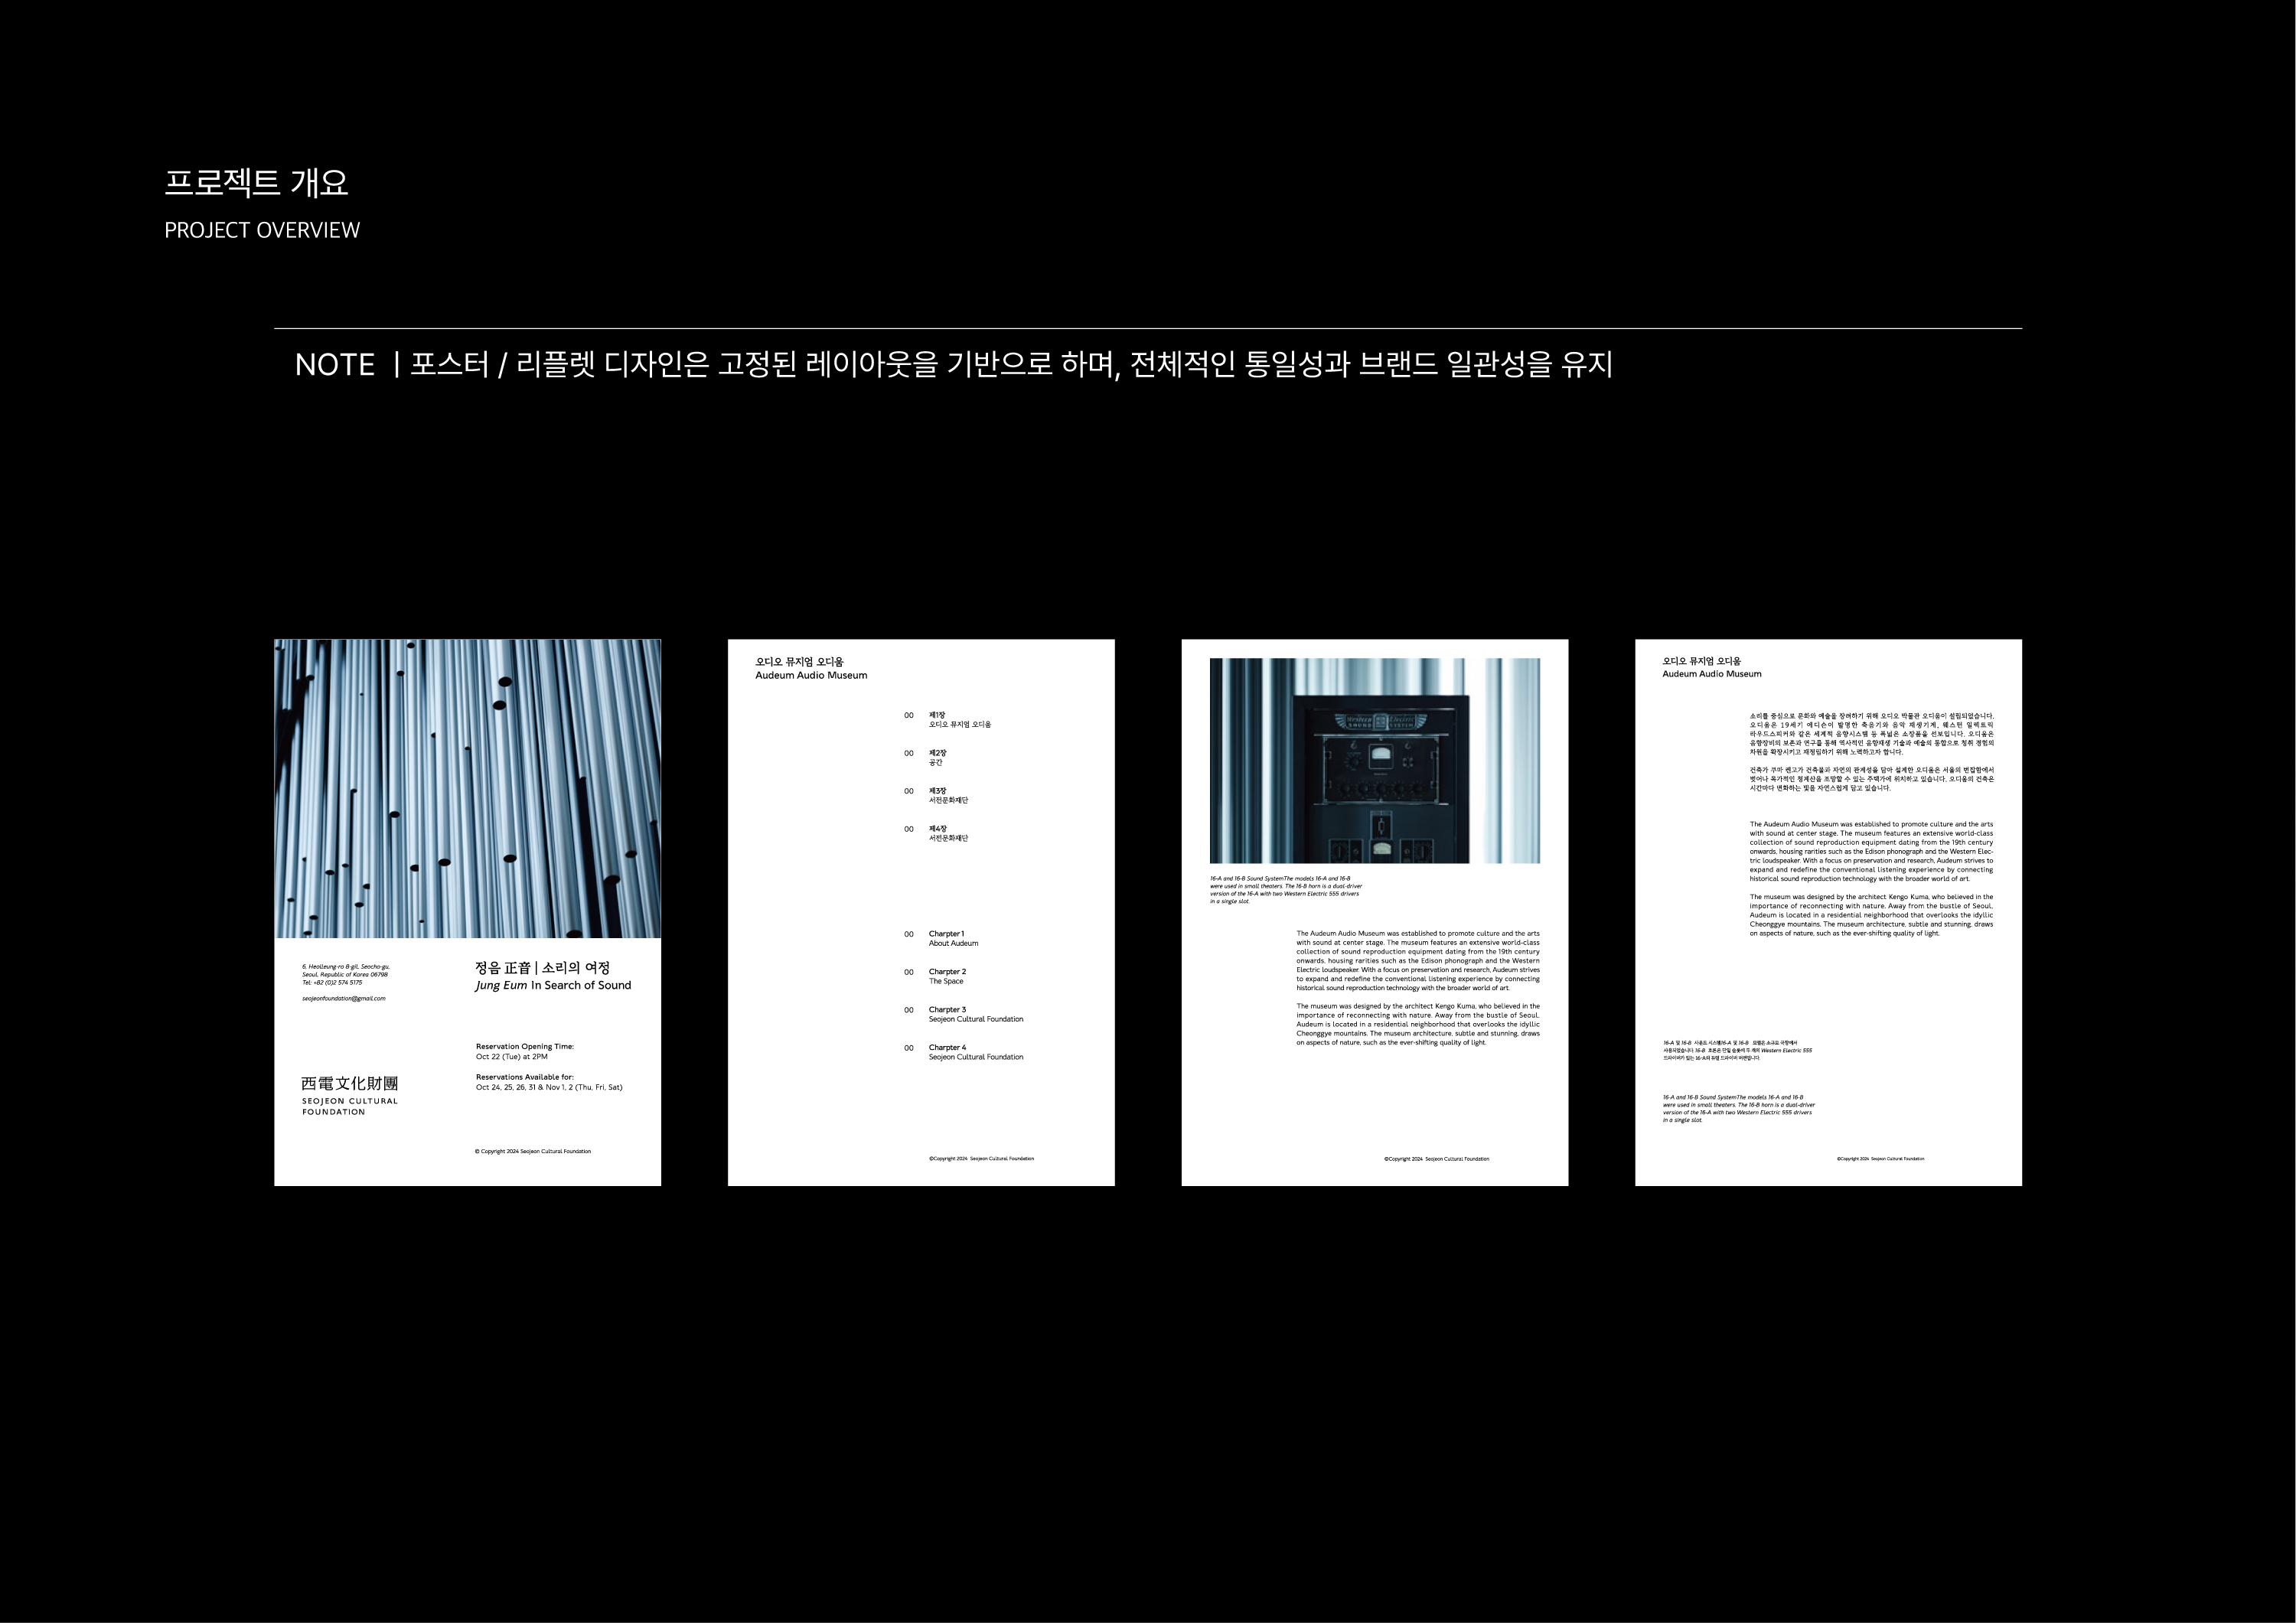 프로젝트 개요
PROJECT OVERVIEW
NOTE | 포스터 / 리플렛 디자인은 고정된 레이아웃을 기반으로 하며, 전체적인 통일성과 브랜드 일관성을 유지
6, Heolleung-ro 8-gil, Seocho-gu,
Seoul, Republic of Korea 06798
Tel: +82 (0)2 574 5175
seojeonfoundation@gmail.com
정음 正音 | 소리의 여정
Jung Eum In Search of Sound
Reservation Opening Time:
Oct 22 (Tue) at 2PM
Reservations Available for:
Oct 24, 25, 26, 31 & Nov 1, 2 (Thu, Fri, Sat)
西電文化財團
SEOJEON CULTURAL
FOUNDATION
© Copyright 2024 Seojeon Cultural Foundation
오디오 뮤지엄 오디움
Audeum Audio Museum
00 제1장
오디오 뮤지엄 오디움
00 제2장
공간
00 제3장
서전문화재단
00 제4장
서전문화재단
00 Charpter 1
About Audeum
00 Charpter 2
The Space
00 Charpter 3
Seojeon Cultural Foundation
00 Charpter 4
Seojeon Cultural Foundation
©Copyright 2024 Seojeon Cultural Foundation
Western Electric
SOUND SYSTEM
16-A and 16-B Sound SystemThe models 16-A and 16-B
were used in small theaters. The 16-B horn is a dual-driver
version of the 16-A with two Western Electric 555 drivers
in a single slot.
The Audeum Audio Museum was established to promote culture and the arts
with sound at center stage. The museum features an extensive world-class
collection of sound reproduction equipment dating from the 19th century
onwards, housing rarities such as the Edison phonograph and the Western
Electric loudspeaker. With a focus on preservation and research, Audeum strives
to expand and redefine the conventional listening experience by connecting
historical sound reproduction technology with the broader world of art.
The museum was designed by the architect Kengo Kuma, who believed in the
importance of reconnecting with nature. Away from the bustle of Seoul,
Audeum is located in a residential neighborhood that overlooks the idyllic
Cheonggye mountains. The museum architecture, subtle and stunning, draws
on aspects of nature, such as the ever-shifting quality of light.
©Copyright 2024 Seojeon Cultural Foundation
오디오 뮤지엄 오디움
Audeum Audio Museum
소리를 중심으로 문화와 예술을 장려하기 위해 오디오 박물관 오디움이 설립되었습니다.
오디움은 19세기 에디슨이 발명한 축음기와 음악 재생기계, 웨스턴 일렉트릭
라우드스피커와 같은 세계적 음향시스템 등 폭넓은 소장품을 선보입니다. 오디움은
음향장비의 보존과 연구를 통해 역사적인 음향재생 기술과 예술의 통합으로 청취 경험의
차원을 확장시키고 재정립하기 위해 노력하고자 합니다.
건축가 쿠마 켄고가 건축물과 자연의 관계성을 담아 설계한 오디움은 서울의 번잡함에서
벗어나 목가적인 청계산을 조망할 수 있는 주택가에 위치하고 있습니다. 오디움의 건축은
시간마다 변화하는 빛을 자연스럽게 담고 있습니다.
The Audeum Audio Museum was established to promote culture and the arts
with sound at center stage. The museum features an extensive world-class
collection of sound reproduction equipment dating from the 19th century
onwards, housing rarities such as the Edison phonograph and the Western Elec-
tric loudspeaker. With a focus on preservation and research, Audeum strives to
expand and redefine the conventional listening experience by connecting
historical sound reproduction technology with the broader world of art.
The museum was designed by the architect Kengo Kuma, who believed in the
importance of reconnecting with nature. Away from the bustle of Seoul,
Audeum is located in a residential neighborhood that overlooks the idyllic
Cheonggye mountains. The museum architecture, subtle and stunning, draws
on aspects of nature, such as the ever-shifting quality of light.
16-A 및 16-B 사운드 시스템16-A 및 16-B 모델은 소규모 극장에서
사용되었습니다. 16-B 혼은 단일 슬롯에 두 개의 Western Electric 555
드라이버가 있는 16-A의 듀얼 드라이버 버전입니다.
16-A and 16-B Sound SystemThe models 16-A and 16-B
were used in small theaters. The 16-B horn is a dual-driver
version of the 16-A with two Western Electric 555 drivers
in a single slot.
©Copyright 2024 Seojeon Cultural Foundation